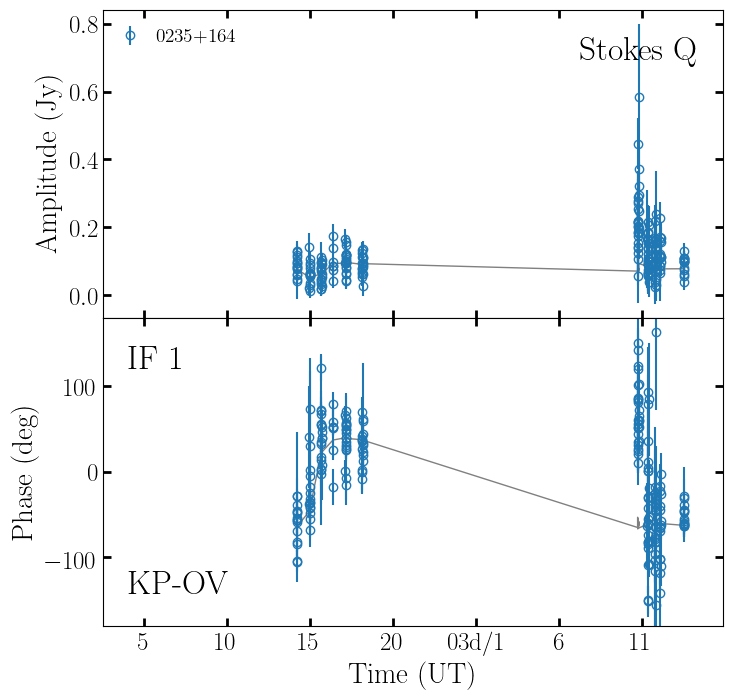 0235+164
Stokes Q
0.8
0.6
0.4
0.2
0.0
Amplitude (Jy)
IF 1
100
0
−100
Phase (deg)
KP-OV
5 10 15 20 03d/1 6 11
Time (UT)